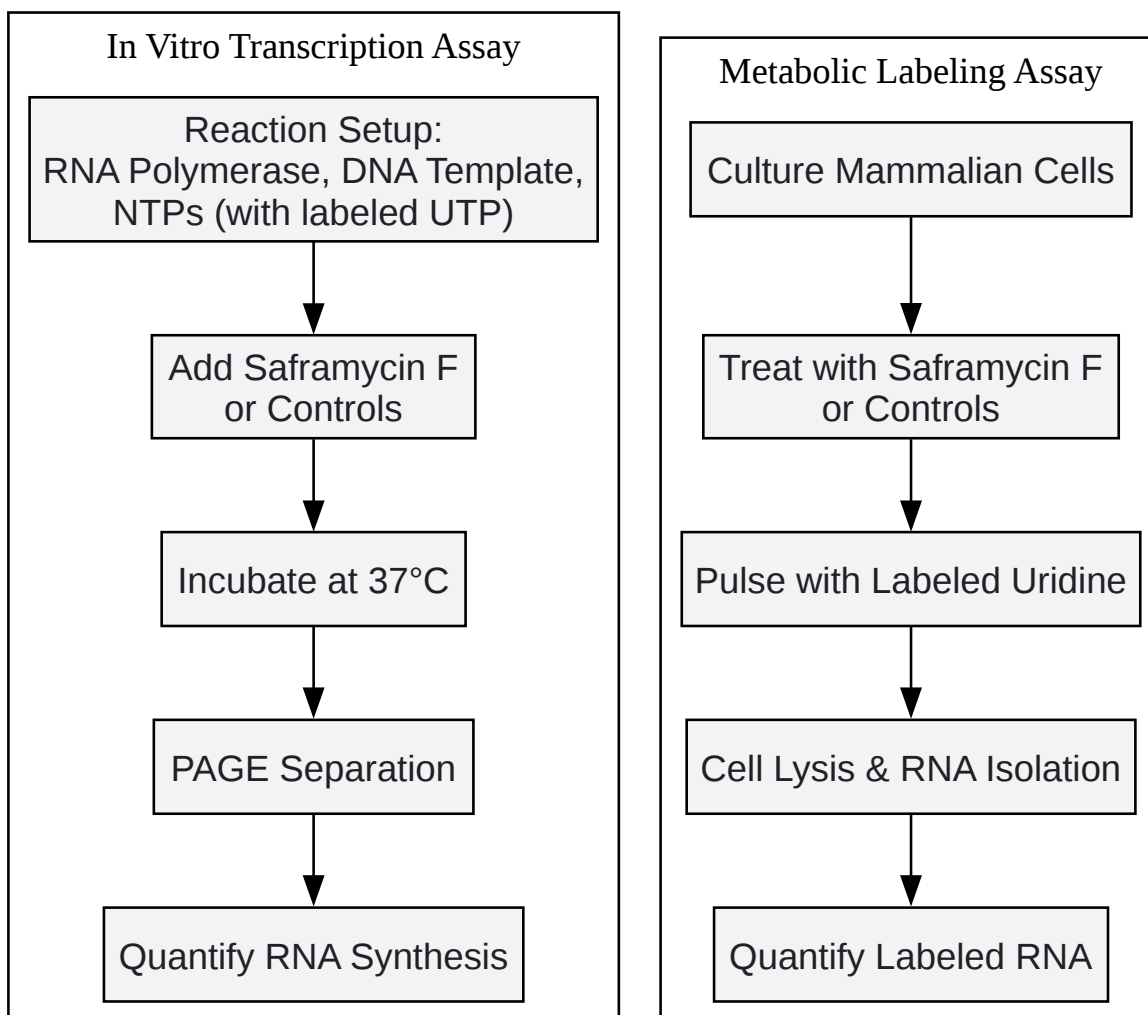 In Vitro Transcription Assay
Reaction Setup:
RNA Polymerase, DNA Template,
NTPs (with labeled UTP)
Add Saframycin F
or Controls
Incubate at 37°C
PAGE Separation
Quantify RNA Synthesis
Metabolic Labeling Assay
Culture Mammalian Cells
Treat with Saframycin F
or Controls
Pulse with Labeled Uridine
Cell Lysis & RNA Isolation
Quantify Labeled RNA